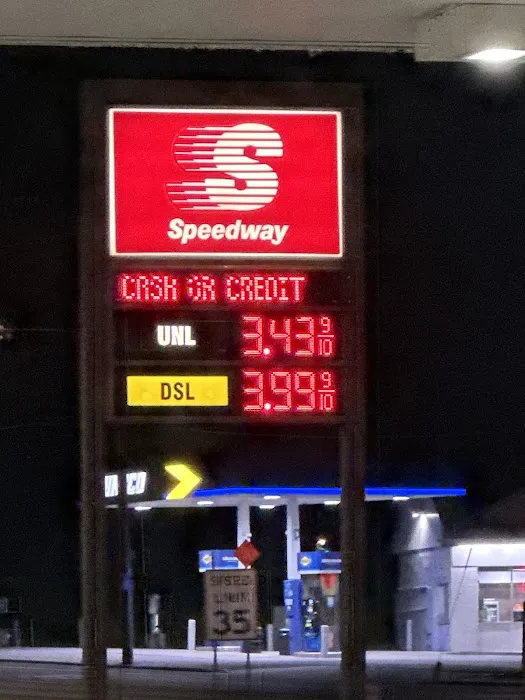 S
Speedway
CASH OR CREDIT
UNL 3.43 9/10
DSL 3.99 9/10
SPEED
LIMIT
35